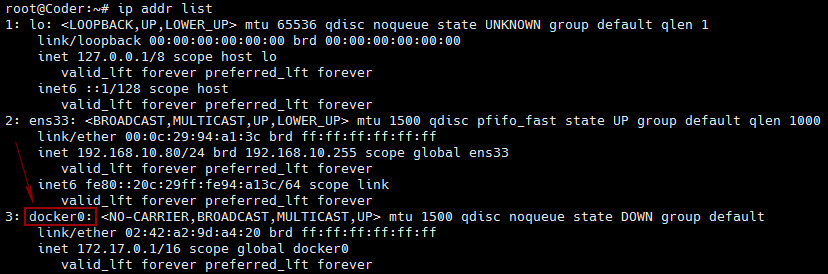 root@Coder:~# ip addr list
1: lo: <LOOPBACK,UP,LOWER_UP> mtu 65536 qdisc noqueue state UNKNOWN group default qlen 1
link/loopback 00:00:00:00:00:00 brd 00:00:00:00:00:00
inet 127.0.0.1/8 scope host lo
valid_lft forever preferred_lft forever
inet6 ::1/128 scope host
valid_lft forever preferred_lft forever
2: ens33: <BROADCAST,MULTICAST,UP,LOWER_UP> mtu 1500 qdisc pfifo_fast state UP group default qlen 1000
link/ether 00:0c:29:94:a1:3c brd ff:ff:ff:ff:ff:ff
inet 192.168.10.80/24 brd 192.168.10.255 scope global ens33
valid_lft forever preferred_lft forever
inet6 fe80::20c:29ff:fe94:a13c/64 scope link
valid_lft forever preferred_lft forever
3: docker0: <NO-CARRIER,BROADCAST,MULTICAST,UP> mtu 1500 qdisc noqueue state DOWN group default
link/ether 02:42:a2:9d:a4:20 brd ff:ff:ff:ff:ff:ff
inet 172.17.0.1/16 scope global docker0
valid_lft forever preferred_lft forever